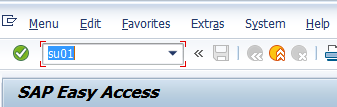 Menu Edit Favorites Extras System Help
su01
SAP Easy Access